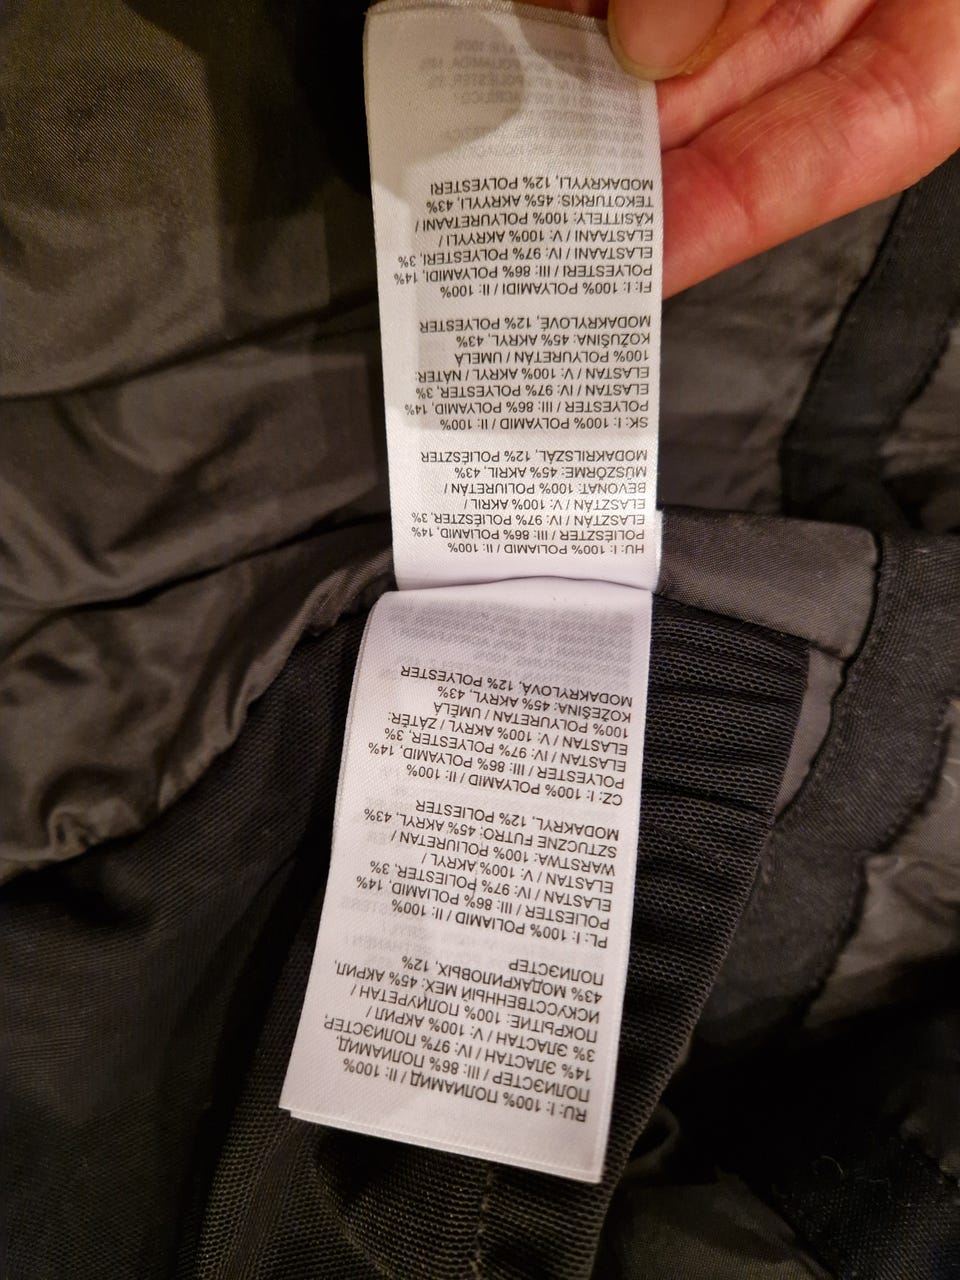 RU: I: 100% ПОЛИАМИД / II: 100%
ПОЛИЭСТЕР / III: 86% ПОЛИАМИД,
14% ЭЛАСТАН / IV: 97% ПОЛИЭСТЕР,
3% ЭЛАСТАН / V: 100% АКРИЛ /
ПОКРЫТИЕ: 100% ПОЛИУРЕТАН /
ИСКУССТВЕННЫЙ МЕХ: 45% АКРИЛ,
43% МОДАКРИЛОВЫХ, 12%
ПОЛИЭСТЕР
PL: I: 100% POLIAMID / II: 100%
POLIESTER / III: 86% POLIAMID, 14%
ELASTAN / IV: 97% POLIESTER, 3%
ELASTAN / V: 100% AKRYL /
WARSTWA: 100% POLIURETAN /
SZTUCZNE FUTRO: 45% AKRYL, 43%
MODAKRYL, 12% POLIESTER
CZ: I: 100% POLYAMID / II: 100%
POLYESTER / III: 86% POLYAMID, 14%
ELASTAN / IV: 97% POLYESTER, 3%
ELASTAN / V: 100% AKRYL / ZÁTĚR:
100% POLYURETAN / UMĚLÁ
KOŽEŠINA: 45% AKRYL, 43%
MODAKRYLOVÁ, 12% POLYESTER
HU: I: 100% POLIAMID / II: 100%
POLIÉSZTER / III: 86% POLIAMID, 14%
ELASZTÁN / IV: 97% POLIÉSZTER, 3%
ELASZTÁN / V: 100% AKRIL /
BEVONAT: 100% POLIURETÁN /
MŰSZŐRME: 45% AKRIL, 43%
MODAKRILSZÁL, 12% POLIÉSZTER
SK: I: 100% POLYAMID / II: 100%
POLYESTER / III: 86% POLYAMID, 14%
ELASTAN / IV: 97% POLYESTER, 3%
ELASTAN / V: 100% AKRYL / NÁTER:
100% POLYURETÁN / UMELÁ
KOŽUŠINA: 45% AKRYL, 43%
MODAKRYLOVÉ, 12% POLYESTER
FI: I: 100% POLYAMIDI / II: 100%
POLYESTERI / III: 86% POLYAMIDI, 14%
ELASTAANI / IV: 97% POLYESTERI, 3%
ELASTAANI / V: 100% AKRYYLI /
KÄSITTELY: 100% POLYURETAANI /
TEKOTURKIS: 45% AKRYYLI, 43%
MODAKRYYLI, 12% POLYESTERI